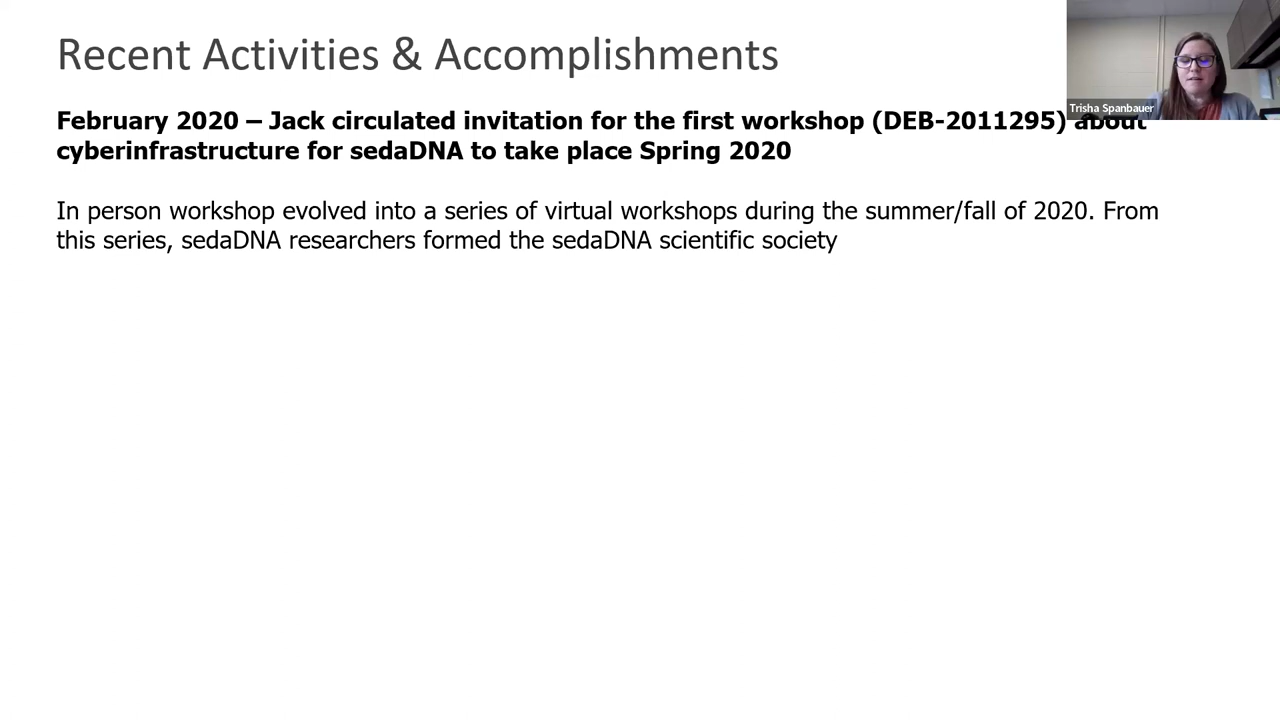 Recent Activities & Accomplishments
Trisha Spanbauer
February 2020 – Jack circulated invitation for the first workshop (DEB-2011295) about
cyberinfrastructure for sedaDNA to take place Spring 2020
In person workshop evolved into a series of virtual workshops during the summer/fall of 2020. From
this series, sedaDNA researchers formed the sedaDNA scientific society